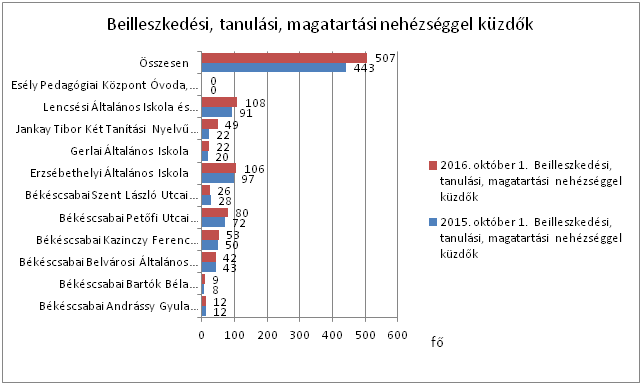 Beilleszkedési, tanulási, magatartási nehézséggel küzdők
Összesen
507
443
Esély Pedagógiai Központ Óvoda,...
0
0
Lencsési Általános Iskola és ...
108
91
Jankay Tibor Két Tanítási Nyelvű ...
49
22
Gerlai Általános Iskola
22
20
Erzsébethelyi Általános Iskola
106
97
Békéscsabai Szent László Utcai ...
26
28
Békéscsabai Petőfi Utcai ...
80
72
Békéscsabai Kazinczy Ferenc ...
53
50
Békéscsabai Belvárosi Általános...
42
43
Békéscsabai Bartók Béla ...
9
8
Békéscsabai Andrássy Gyula ...
12
12
0 100 200 300 400 500 600
fő
2016. október 1. Beilleszkedési,
tanulási, magatartási nehézséggel
küzdők
2015. október 1. Beilleszkedési,
tanulási, magatartási nehézséggel
küzdők